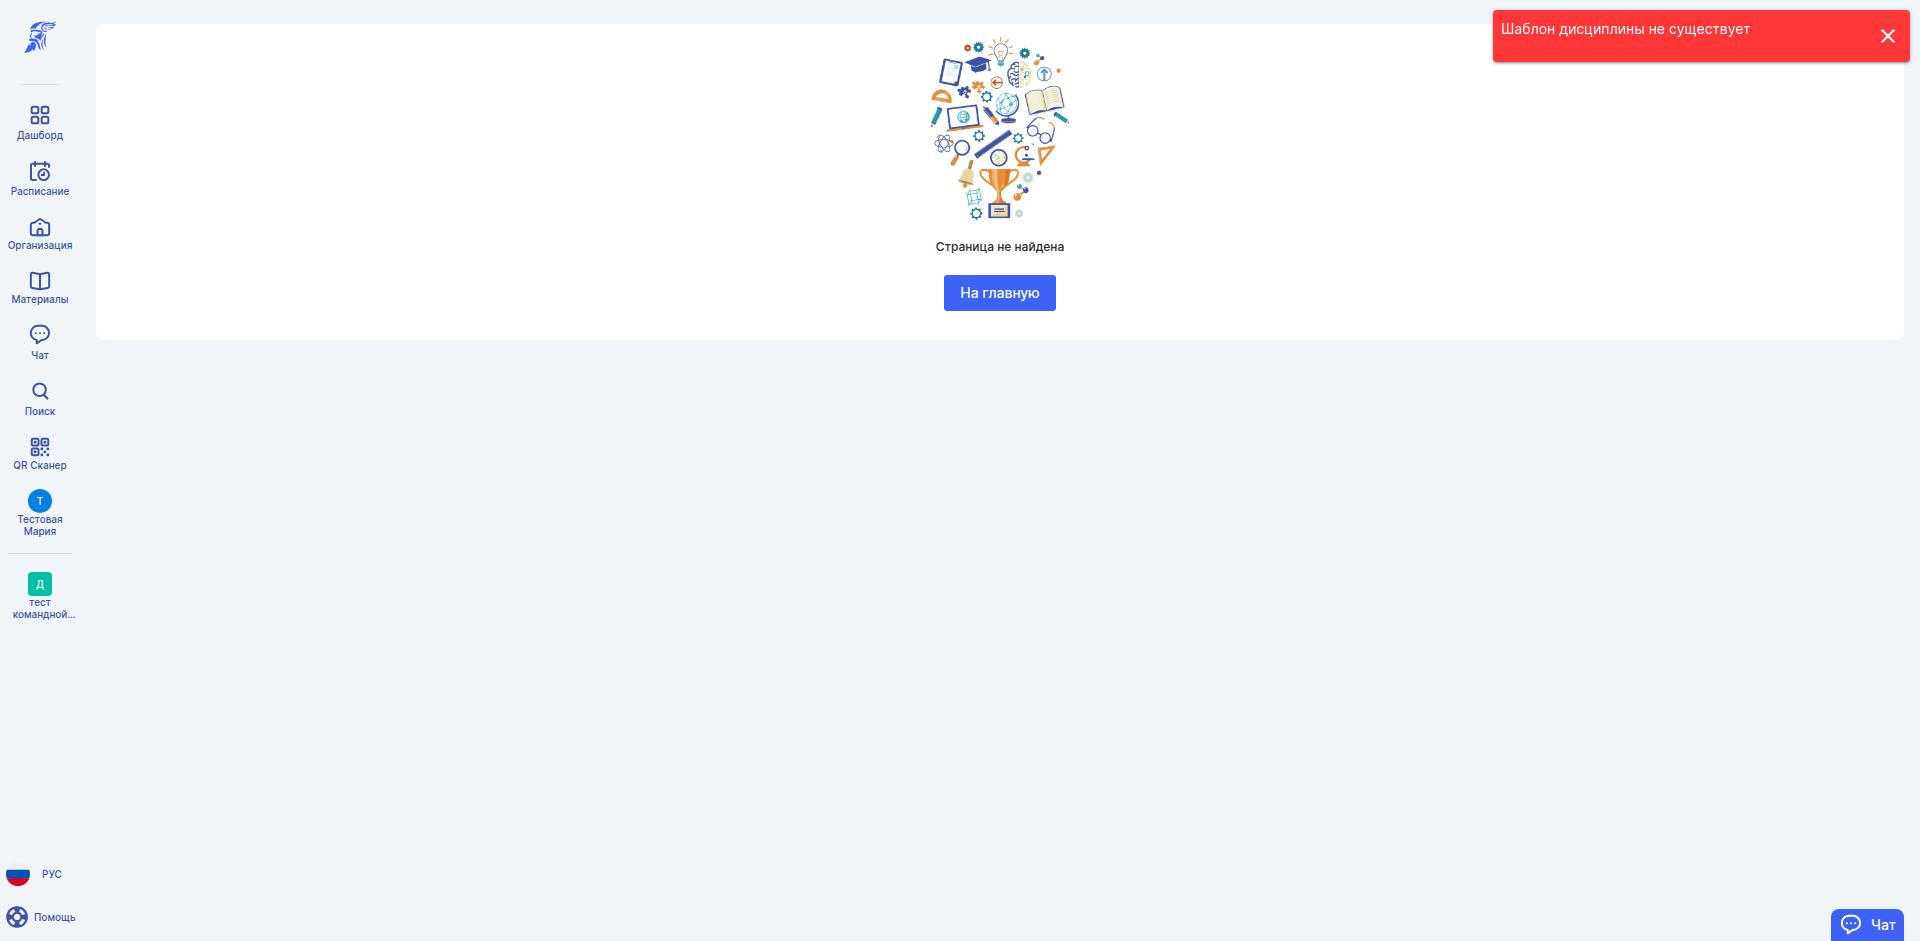 Шаблон дисциплины не существует
Дашборд
Расписание
Организация
Материалы
Чат
Поиск
QR Сканер
Т
Тестовая
Мария
Д
тест
командной...
Страница не найдена
На главную
РУС
Помощь
Чат